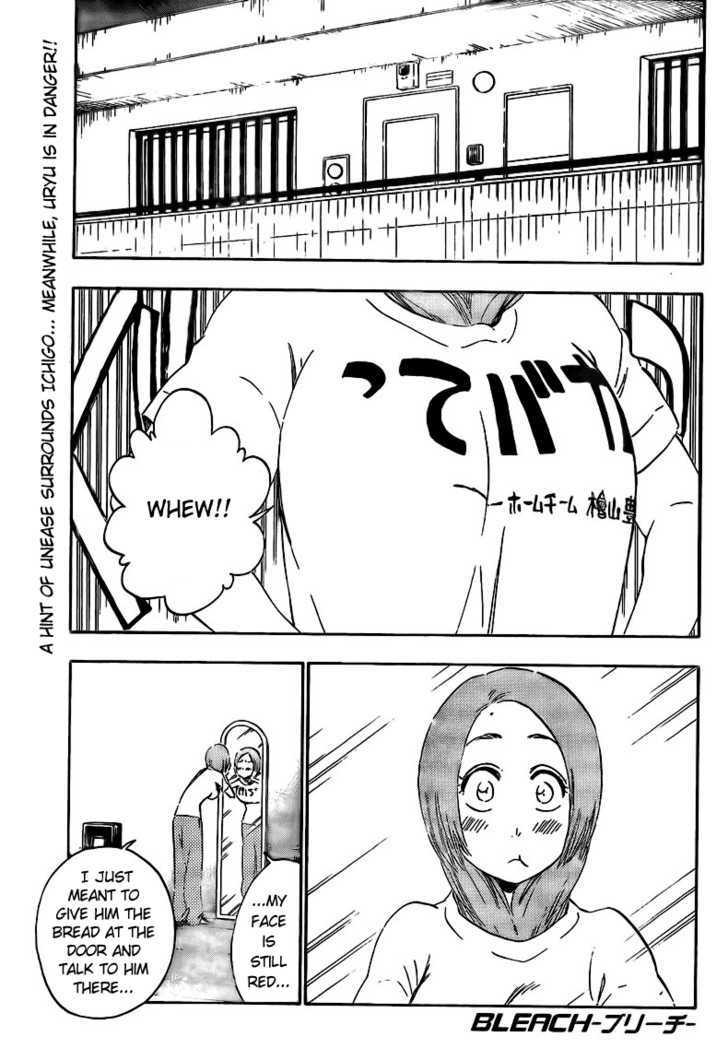 A HINT OF UNEASE SURROUNDS ICHIGO... MEANWHILE, URYU IS IN DANGER!!
ってバカ
WHEW!!
ーホームチーム 檜山豊
...MY
FACE
IS
STILL
RED...
I JUST
MEANT TO
GIVE HIM THE
BREAD AT THE
DOOR AND
TALK TO HIM
THERE...
BLEACH-ブリーチ-